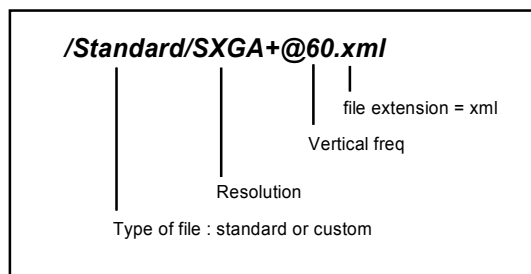 /Standard/SXGA+@60.xml
file extension = xml
Vertical freq
Resolution
Type of file : standard or custom